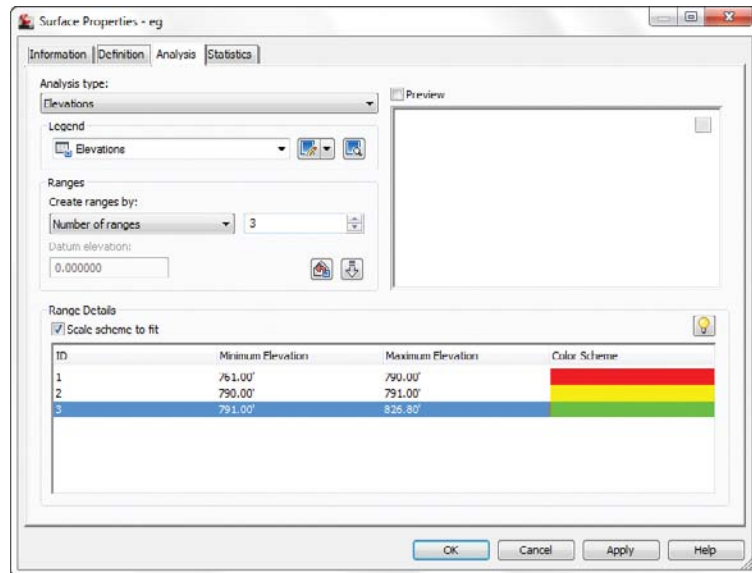 Surface Properties - eg
Information Definition Analysis Statistics
Analysis type:
Elevations
Preview
Legend
Elevations
Ranges
Create ranges by:
Number of ranges 3
Datum elevation:
0.000000
Range Details
Scale scheme to fit
ID Minimum Elevation Maximum Elevation Color Scheme
1 761.00' 790.00'
2 790.00' 791.00'
3 791.00' 826.80'
OK Cancel Apply Help